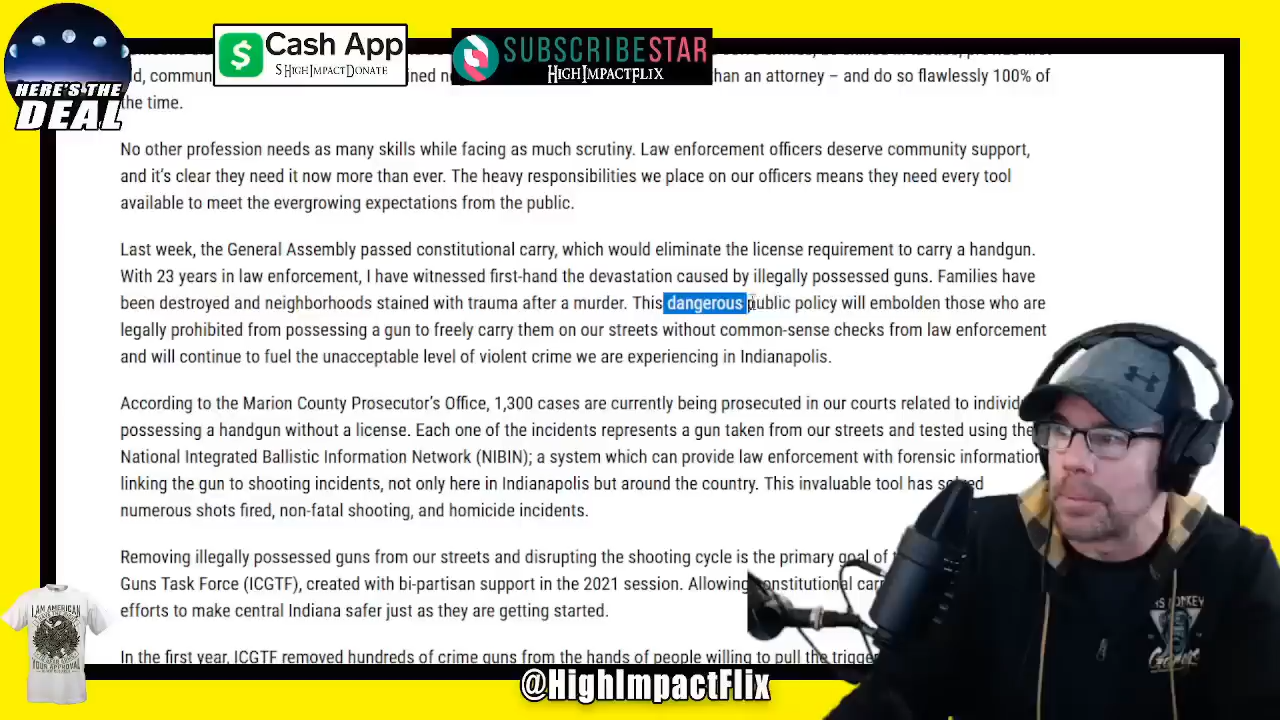 HERE'S THE
DEAL
Cash App
$HighImpactDonate
SUBSCRIBESTAR
HighImpactFlix
han an attorney – and do so flawlessly 100% of
the time.
No other profession needs as many skills while facing as much scrutiny. Law enforcement officers deserve community support,
and it's clear they need it now more than ever. The heavy responsibilities we place on our officers means they need every tool
available to meet the evergrowing expectations from the public.
Last week, the General Assembly passed constitutional carry, which would eliminate the license requirement to carry a handgun.
With 23 years in law enforcement, I have witnessed first-hand the devastation caused by illegally possessed guns. Families have
been destroyed and neighborhoods stained with trauma after a murder. This dangerous public policy will embolden those who are
legally prohibited from possessing a gun to freely carry them on our streets without common-sense checks from law enforcement
and will continue to fuel the unacceptable level of violent crime we are experiencing in Indianapolis.
According to the Marion County Prosecutor's Office, 1,300 cases are currently being prosecuted in our courts related to individ
possessing a handgun without a license. Each one of the incidents represents a gun taken from our streets and tested using the
National Integrated Ballistic Information Network (NIBIN); a system which can provide law enforcement with forensic information
linking the gun to shooting incidents, not only here in Indianapolis but around the country. This invaluable tool has solved
numerous shots fired, non-fatal shooting, and homicide incidents.
Removing illegally possessed guns from our streets and disrupting the shooting cycle is the primary goal of
Guns Task Force (ICGTF), created with bi-partisan support in the 2021 session. Allowing constitutional car
efforts to make central Indiana safer just as they are getting started.
In the first year, ICGTF removed hundreds of crime guns from the hands of people willing to pull the trigger
I AM AMERICAN
YOUR APPROVAL
@HighImpactFlix